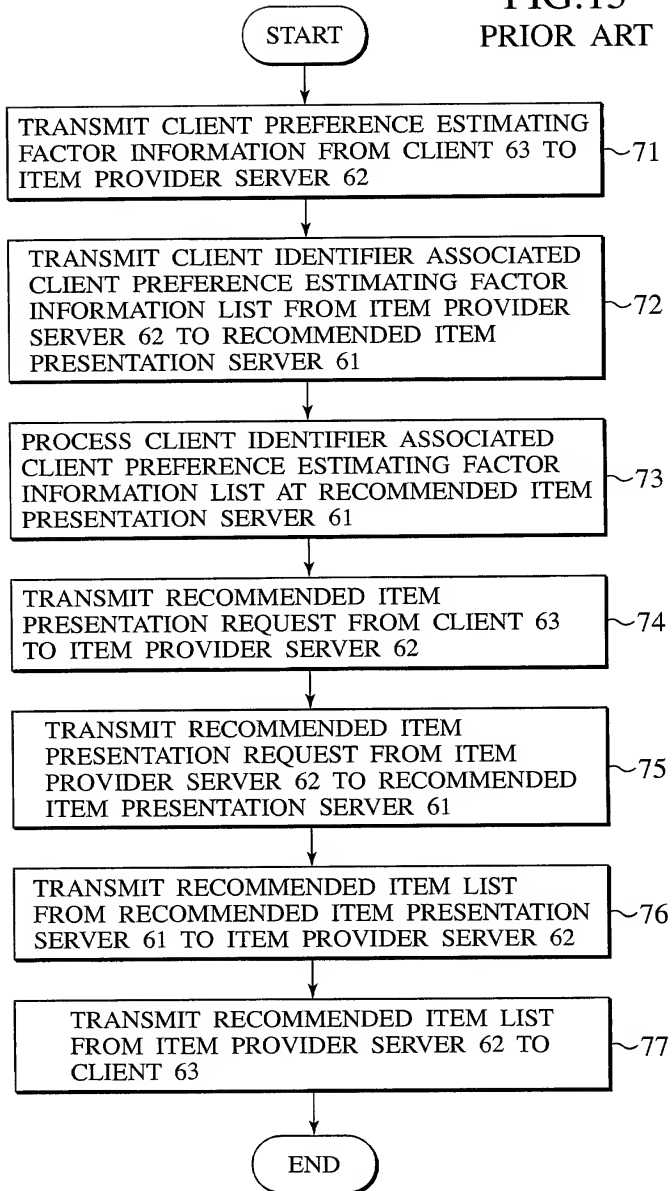 FIG.15
PRIOR ART
START
TRANSMIT CLIENT PREFERENCE ESTIMATING
FACTOR INFORMATION FROM CLIENT 63 TO
ITEM PROVIDER SERVER 62
71
TRANSMIT CLIENT IDENTIFIER ASSOCIATED
CLIENT PREFERENCE ESTIMATING FACTOR
INFORMATION LIST FROM ITEM PROVIDER
SERVER 62 TO RECOMMENDED ITEM
PRESENTATION SERVER 61
72
PROCESS CLIENT IDENTIFIER ASSOCIATED
CLIENT PREFERENCE ESTIMATING FACTOR
INFORMATION LIST AT RECOMMENDED ITEM
PRESENTATION SERVER 61
73
TRANSMIT RECOMMENDED ITEM
PRESENTATION REQUEST FROM CLIENT 63
TO ITEM PROVIDER SERVER 62
74
TRANSMIT RECOMMENDED ITEM
PRESENTATION REQUEST FROM ITEM
PROVIDER SERVER 62 TO RECOMMENDED
ITEM PRESENTATION SERVER 61
75
TRANSMIT RECOMMENDED ITEM LIST
FROM RECOMMENDED ITEM PRESENTATION
SERVER 61 TO ITEM PROVIDER SERVER 62
76
TRANSMIT RECOMMENDED ITEM LIST
FROM ITEM PROVIDER SERVER 62 TO
CLIENT 63
77
END